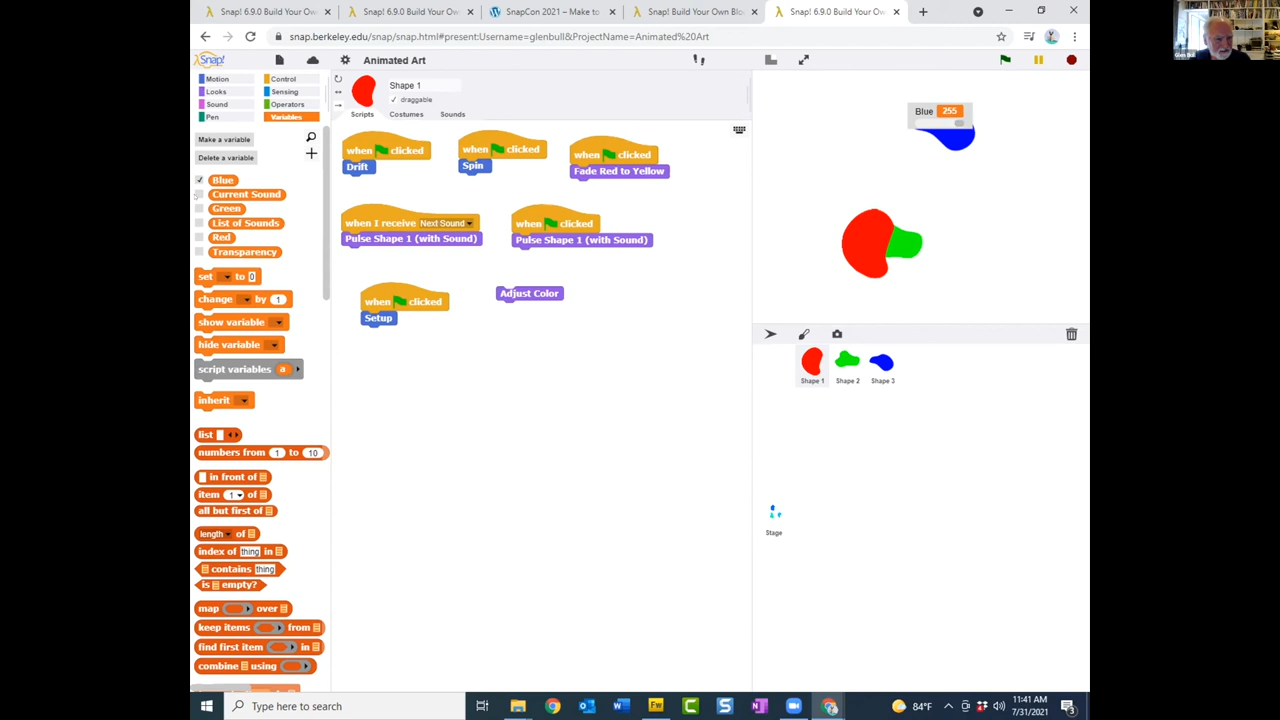 Snap! 6.9.0 Build Your Own
Snap! 6.9.0 Build Your Own
SnapCon 2021 – Make to
Snap! Build Your Own Blo
Snap! 6.9.0 Build Your Own
snap.berkeley.edu/snap/snap.html#present:Username=glenbull&ProjectName=Animated%20Art
Glen Bull
Snap!
Animated Art
Motion
Control
Looks
Sensing
Sound
Operators
Pen
Variables
Make a variable
Delete a variable
Blue
Current Sound
Green
List of Sounds
Red
Transparency
set to 0
change by 1
show variable
hide variable
script variables a
inherit
list
numbers from 1 to 10
in front of
item 1 of
all but first of
length of
index of thing in
contains thing
is empty?
map over
keep items from
find first item in
combine using
Shape 1
draggable
Scripts
Costumes
Sounds
when clicked
Drift
when clicked
Spin
when clicked
Fade Red to Yellow
when I receive Next Sound
Pulse Shape 1 (with Sound)
when clicked
Pulse Shape 1 (with Sound)
when clicked
Setup
Adjust Color
Blue 255
Shape 1
Shape 2
Shape 3
Stage
Type here to search
84°F
11:41 AM
7/31/2021